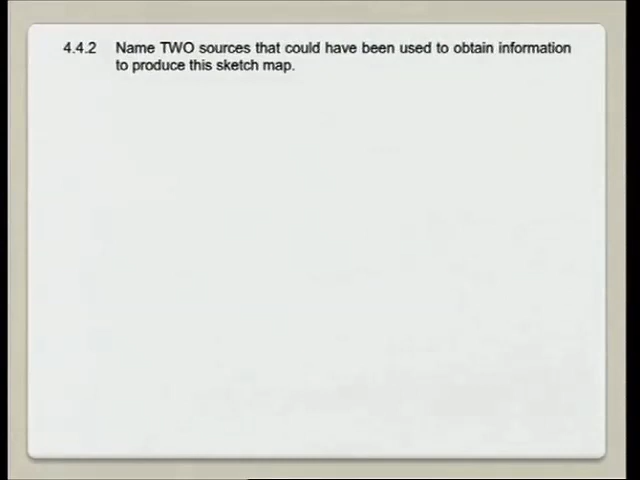 4.4.2 Name TWO sources that could have been used to obtain information
to produce this sketch map.